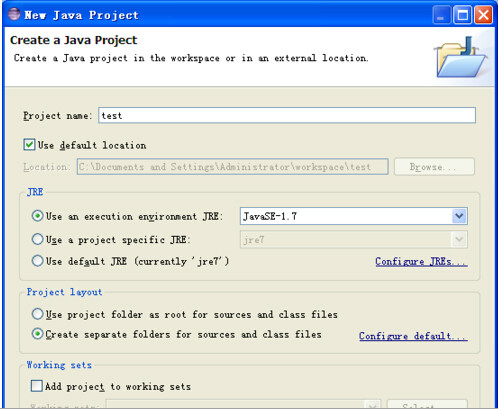 New Java Project
Create a Java Project
Create a Java project in the workspace or in an external location.
Project name: test
Use default location
Location: C:\Documents and Settings\Administrator\workspace\test Browse...
JRE
Use an execution environment JRE: JavaSE-1.7
Use a project specific JRE: jre7
Use default JRE (currently 'jre7') Configure JREs...
Project layout
Use project folder as root for sources and class files
Create separate folders for sources and class files Configure default...
Working sets
Add project to working sets
Working sets: Select...